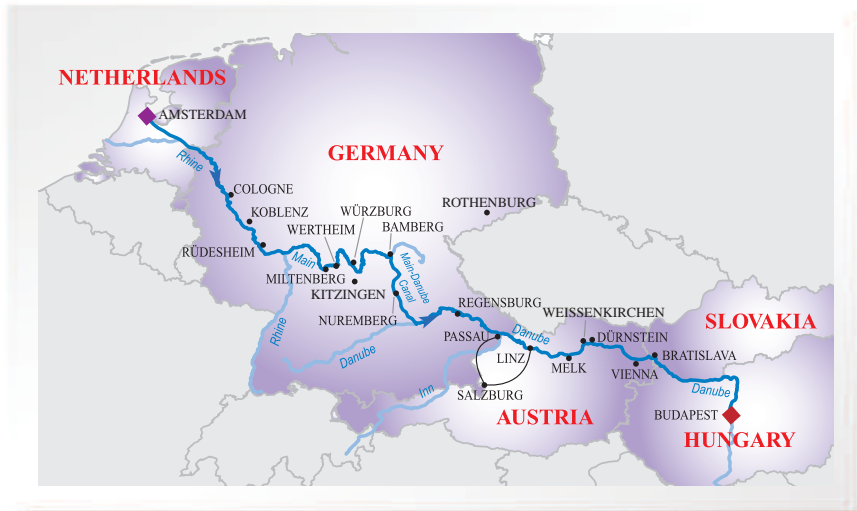 NETHERLANDS
AMSTERDAM
Rhine
GERMANY
COLOGNE
KOBLENZ
ROTHENBURG
WÜRZBURG
WERTHEIM
BAMBERG
RÜDESHEIM
Main
MILTENBERG
KITZINGEN
Main-Danube
Canal
NUREMBERG
REGENSBURG
Rhine
Danube
PASSAU
Danube
LINZ
WEISSENKIRCHEN
DÜRNSTEIN
SLOVAKIA
BRATISLAVA
MELK
VIENNA
Inn
SALZBURG
Danube
AUSTRIA
BUDAPEST
HUNGARY